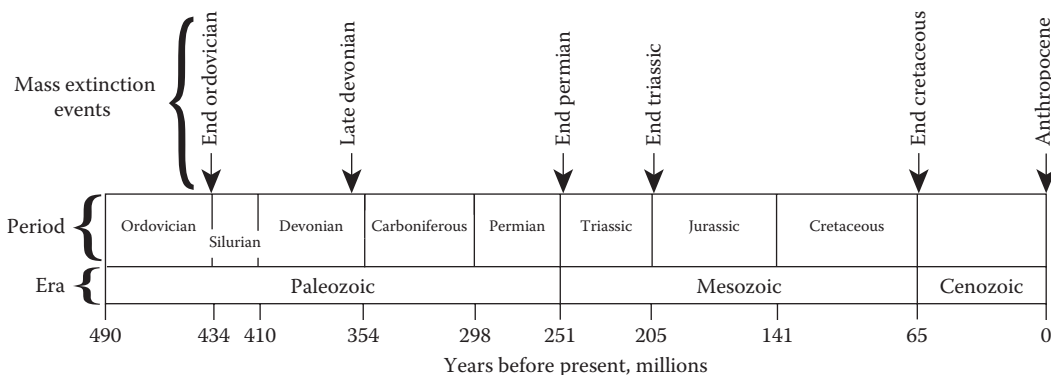 Mass extinction
events
End ordovician
Late devonian
End permian
End triassic
End cretaceous
Anthropocene
Period
Ordovician
Silurian
Devonian
Carboniferous
Permian
Triassic
Jurassic
Cretaceous
Era
Paleozoic
Mesozoic
Cenozoic
490 434 410 354 298 251 205 141 65 0
Years before present, millions